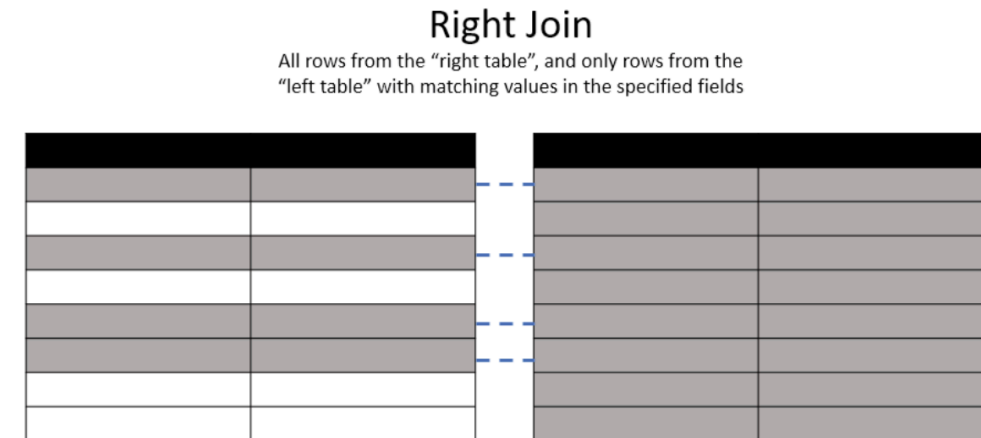 Right Join
All rows from the “right table”, and only rows from the
“left table” with matching values in the specified fields